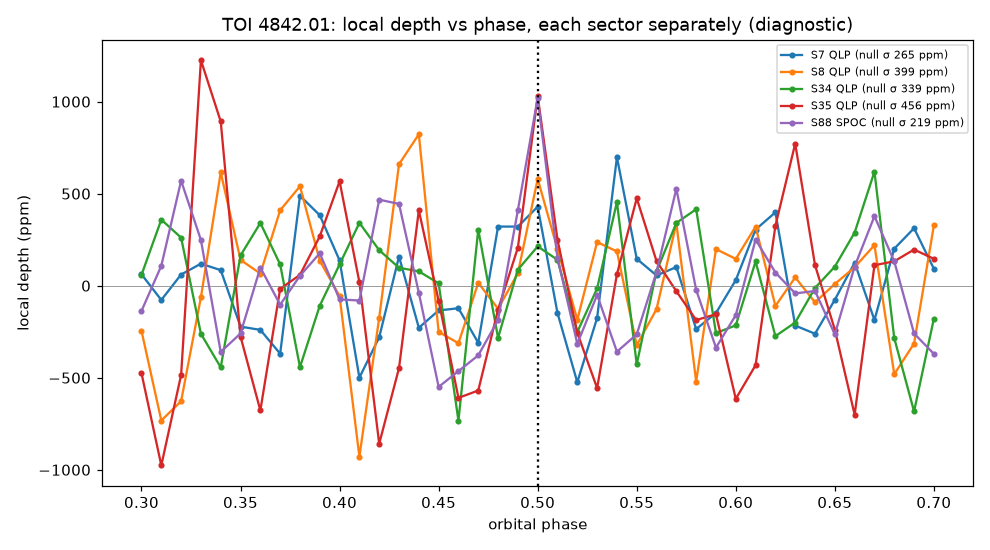 TOI 4842.01: local depth vs phase, each sector separately (diagnostic)
S7 QLP (null σ 265 ppm)
S8 QLP (null σ 399 ppm)
S34 QLP (null σ 339 ppm)
S35 QLP (null σ 456 ppm)
S88 SPOC (null σ 219 ppm)
local depth (ppm)
1000
500
0
−500
−1000
0.30 0.35 0.40 0.45 0.50 0.55 0.60 0.65 0.70
orbital phase